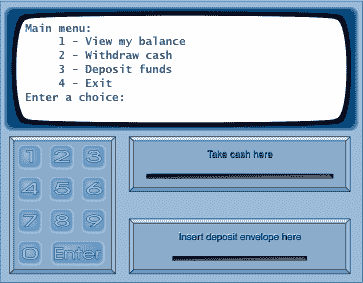 Main menu:
1 - View my balance
2 - Withdraw cash
3 - Deposit funds
4 - Exit
Enter a choice:
1 2 3
4 5 6
7 8 9
0 Enter
Take cash here
Insert deposit envelope here